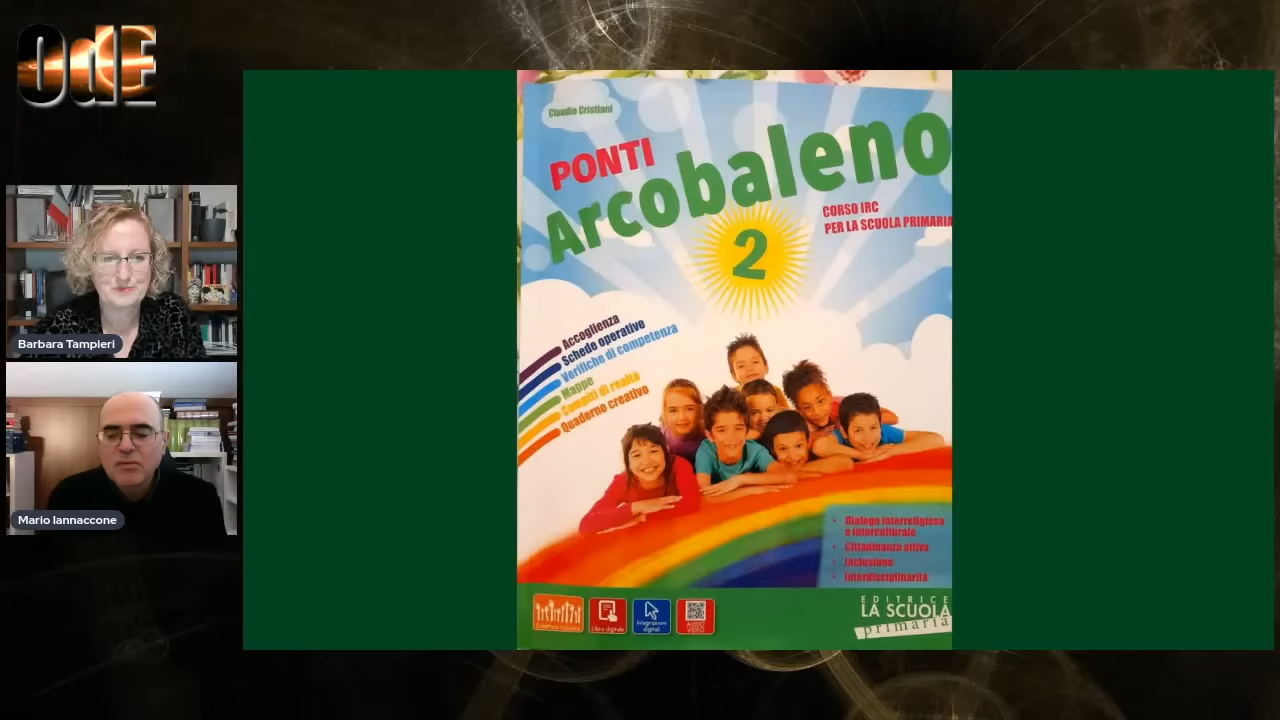 OdE
Barbara Tampieri
Mario Iannaccone
Claudio Cristiani
PONTI
Arcobaleno
2
CORSO IRC
PER LA SCUOLA PRIMARIA
Accoglienza
Schede operative
Verifiche di competenza
Mappe
Compiti di realtà
Quaderno creativo
• Dialogo interreligioso
e interculturale
• Cittadinanza attiva
• Inclusione
• Interdisciplinarità
Didattica inclusiva
Libro digitale
Integrazioni
digitali
AUDIO
VIDEO
EDITRICE
LA SCUOLA
primaria